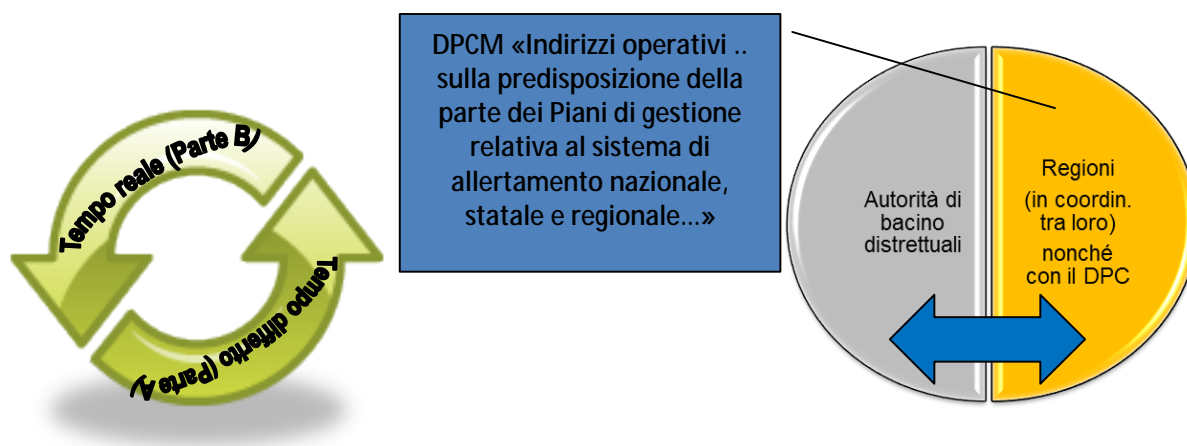 Tempo reale (Parte B)
Tempo differito (Parte A)
DPCM «Indirizzi operativi ..
sulla predisposizione della
parte dei Piani di gestione
relativa al sistema di
allertamento nazionale,
statale e regionale...»
Autorità di
bacino
distrettuali
Regioni
(in coordin.
tra loro)
nonché
con il DPC